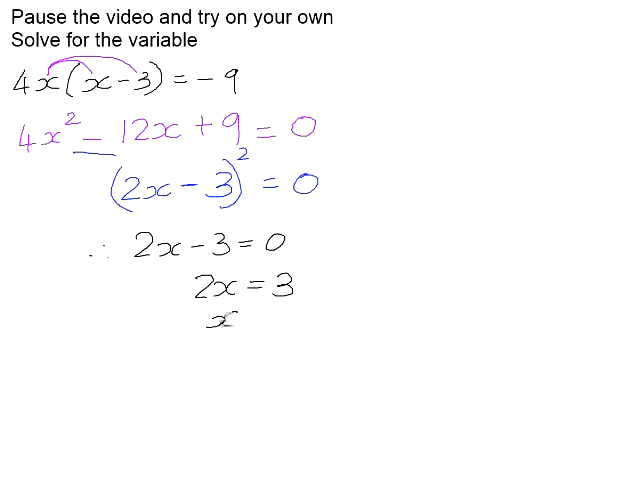 Pause the video and try on your own
Solve for the variable
4x(x-3) = -9
4x² - 12x + 9 = 0
(2x - 3)² = 0
∴ 2x - 3 = 0
2x = 3
x